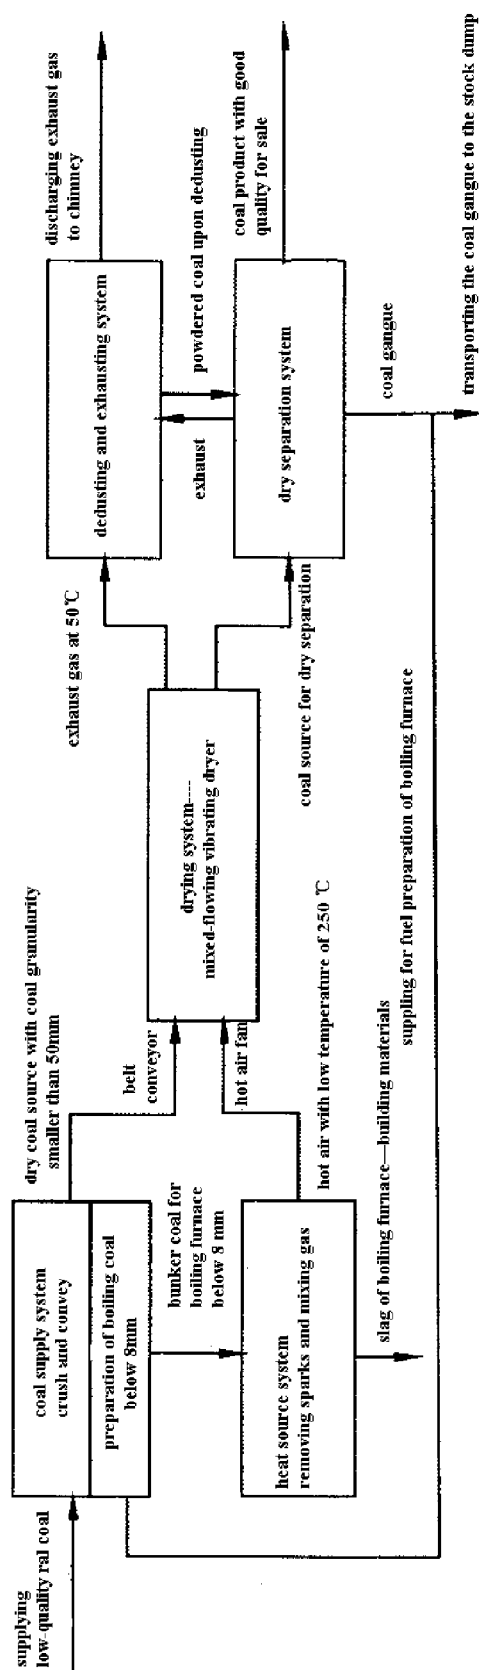 supplying
low-quality ral coal
coal supply system
crush and convey
preparation of boiling coal
below 8mm
dry coal source with coal granularity
smaller than 50mm
belt
conveyor
bunker coal for
boiling furnace
below 8 mm
heat source system
removing sparks and mixing gas
hot air fan
hot air with low temperature of 250 ℃
slag of boiling furnace—building materials
drying system----
mixed-flowing vibrating dryer
exhaust gas at 50℃
coal source for dry separation
suppling for fuel preparation of boiling furnace
dedusting and exhausting system
discharging exhaust gas
to chimney
exhaust
powdered coal upon dedusting
dry separation system
coal product with good
quality for sale
coal gangue
transporting the coal gangue to the stock dump